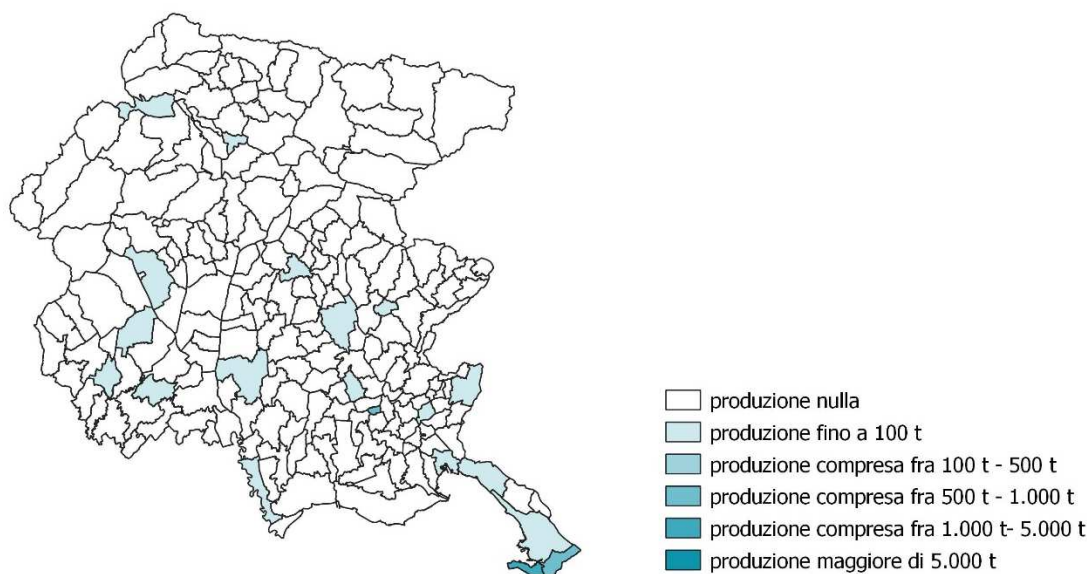 produzione nulla
produzione fino a 100 t
produzione compresa fra 100 t - 500 t
produzione compresa fra 500 t - 1.000 t
produzione compresa fra 1.000 t- 5.000 t
produzione maggiore di 5.000 t